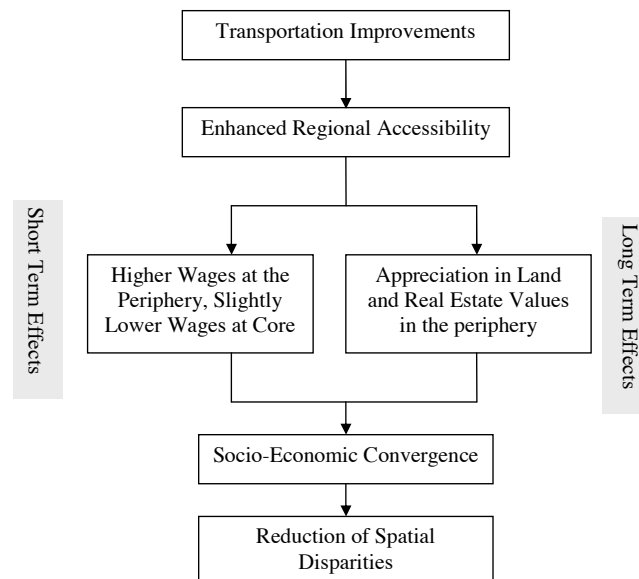 Transportation Improvements
Enhanced Regional Accessibility
Short Term Effects
Higher Wages at the
Periphery, Slightly
Lower Wages at Core
Appreciation in Land
and Real Estate Values
in the periphery
Long Term Effects
Socio-Economic Convergence
Reduction of Spatial
Disparities